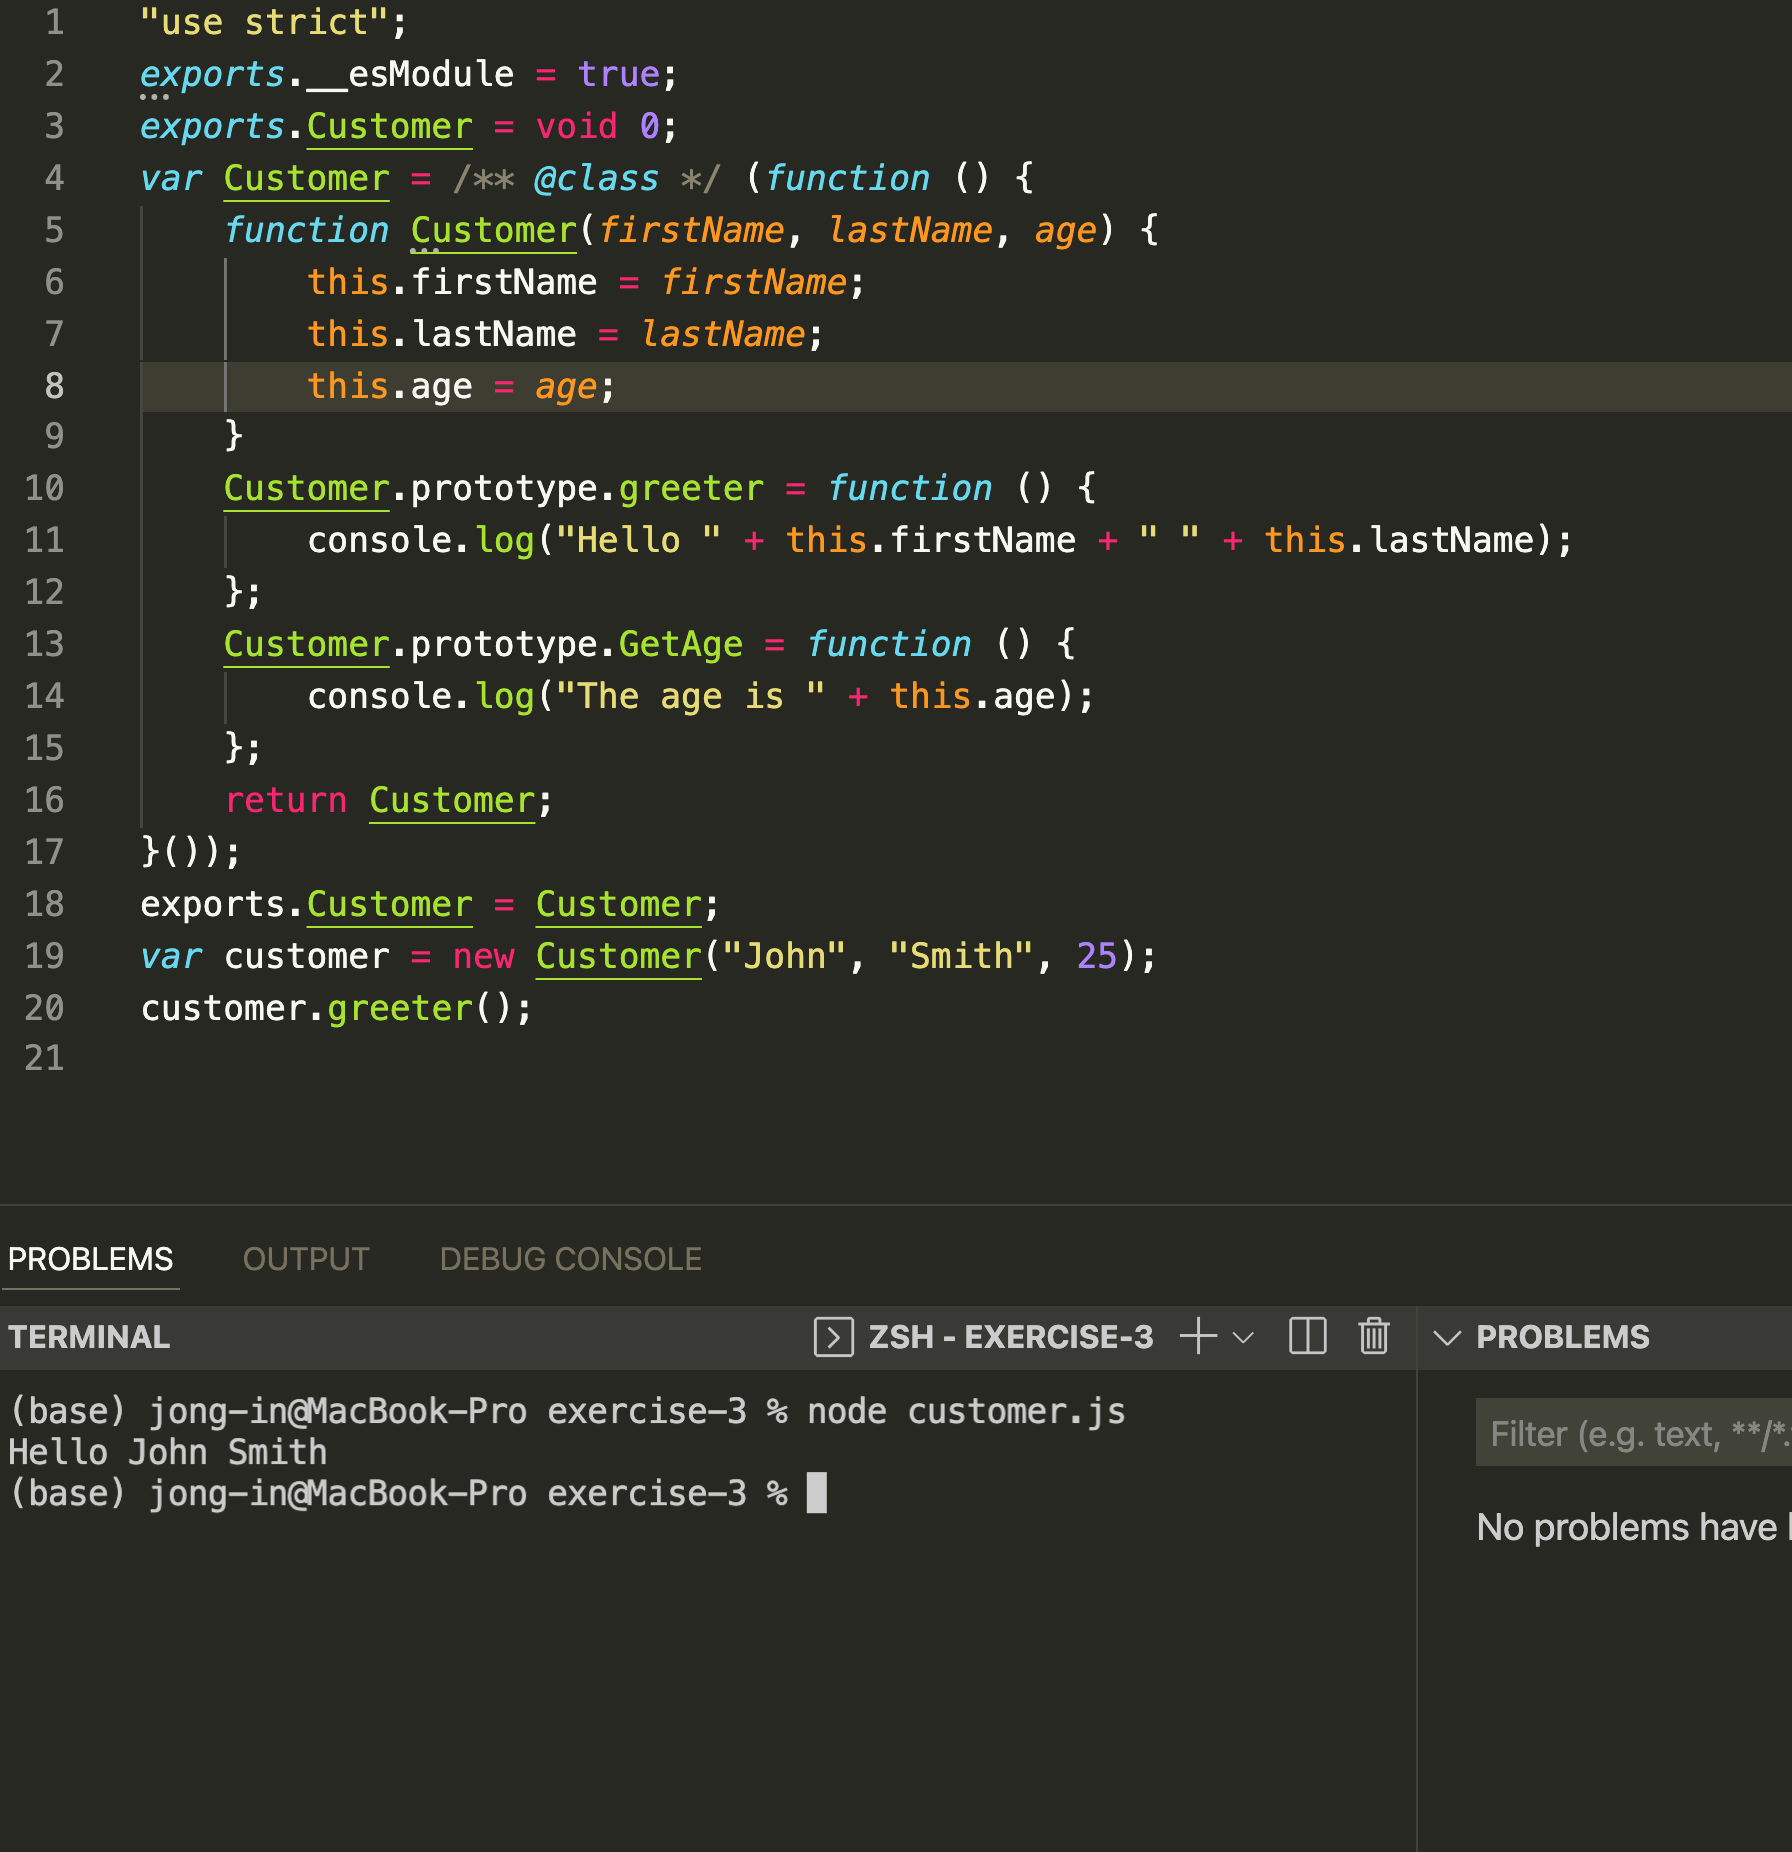 1 "use strict";
2 exports.__esModule = true;
3 exports.Customer = void 0;
4 var Customer = /** @class */ (function () {
5 function Customer(firstName, lastName, age) {
6 this.firstName = firstName;
7 this.lastName = lastName;
8 this.age = age;
9 }
10 Customer.prototype.greeter = function () {
11 console.log("Hello " + this.firstName + " " + this.lastName);
12 };
13 Customer.prototype.GetAge = function () {
14 console.log("The age is " + this.age);
15 };
16 return Customer;
17 }());
18 exports.Customer = Customer;
19 var customer = new Customer("John", "Smith", 25);
20 customer.greeter();
21
PROBLEMS OUTPUT DEBUG CONSOLE
TERMINAL ZSH - EXERCISE-3 PROBLEMS
(base) jong-in@MacBook-Pro exercise-3 % node customer.js
Hello John Smith
(base) jong-in@MacBook-Pro exercise-3 %
Filter (e.g. text, **/*.
No problems have